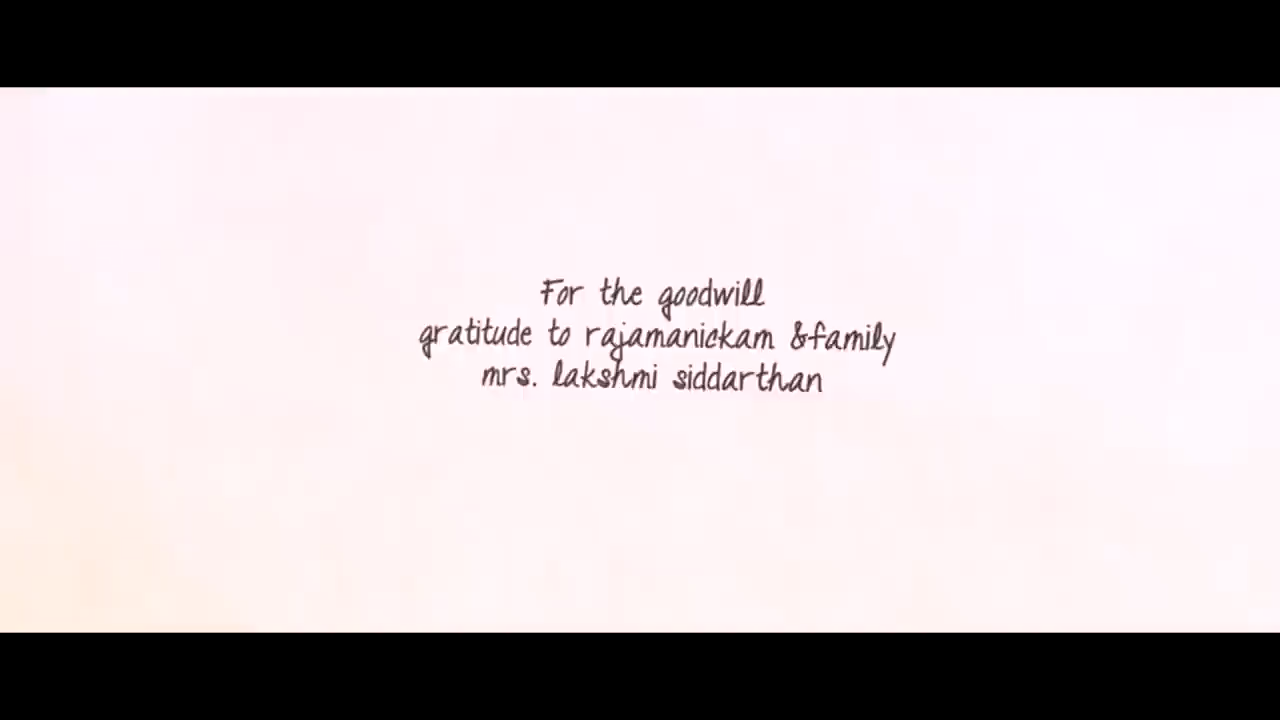 For the goodwill
gratitude to rajamanickam &family
mrs. lakshmi siddarthan